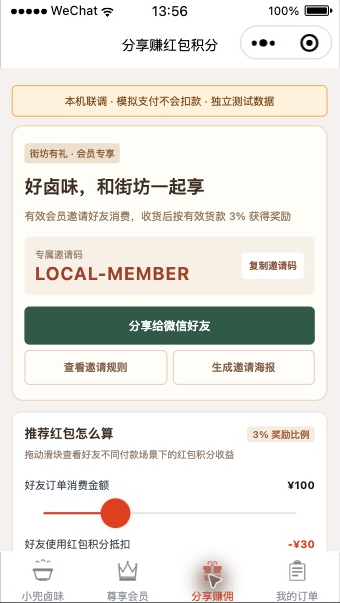 WeChat
13:56
100%
分享赚红包积分
本机联调 · 模拟支付不会扣款 · 独立测试数据
街坊有礼 · 会员专享
好卤味，和街坊一起享
有效会员邀请好友消费，收货后按有效货款 3% 获得奖励
专属邀请码
LOCAL-MEMBER
复制邀请码
分享给微信好友
查看邀请规则
生成邀请海报
推荐红包怎么算
3% 奖励比例
拖动滑块查看好友不同付款场景下的红包积分收益
好友订单消费金额
¥100
好友使用红包积分抵扣
-¥30
小兜卤味
尊享会员
分享赚佣
我的订单